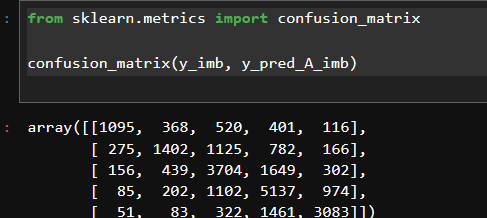 : from sklearn.metrics import confusion_matrix
confusion_matrix(y_imb, y_pred_A_imb)
: array([[1095, 368, 520, 401, 116],
[ 275, 1402, 1125, 782, 166],
[ 156, 439, 3704, 1649, 302],
[ 85, 202, 1102, 5137, 974],
[ 51, 83, 322, 1461, 3083]])